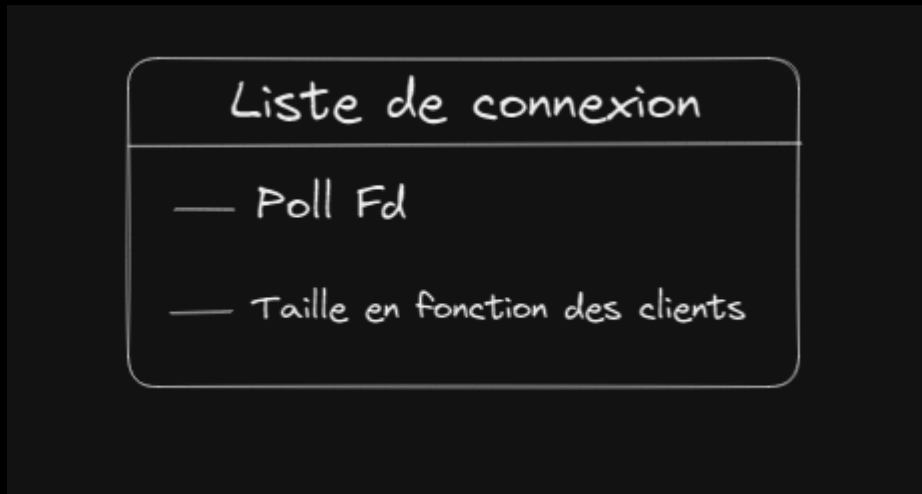 Liste de connexion
— Poll Fd
— Taille en fonction des clients